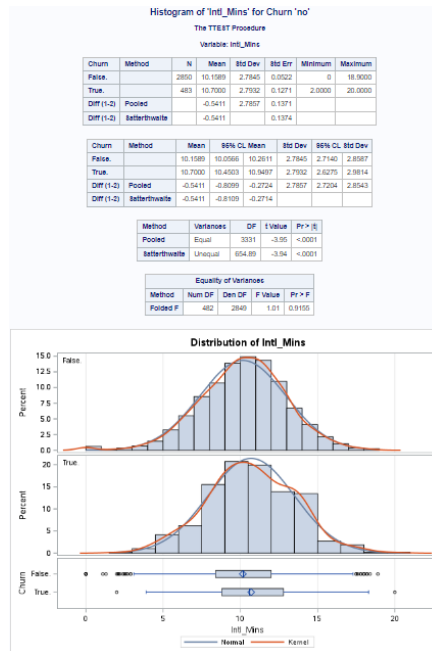 Histogram of 'Intl_Mins' for Churn 'no'
The TTEST Procedure
Variable: Intl_Mins
Churn Method N Mean Std Dev Std Err Minimum Maximum
False. 2850 10.1589 2.7845 0.0522 0 18.9000
True. 483 10.7000 2.7932 0.1271 2.0000 20.0000
Diff (1-2) Pooled -0.5411 2.7857 0.1371
Diff (1-2) Satterthwaite -0.5411 0.1374
Churn Method Mean 95% CL Mean Std Dev 95% CL Std Dev
False. 10.1589 10.0566 10.2611 2.7845 2.7140 2.8587
True. 10.7000 10.4503 10.9497 2.7932 2.6275 2.9814
Diff (1-2) Pooled -0.5411 -0.8099 -0.2724 2.7857 2.7204 2.8543
Diff (1-2) Satterthwaite -0.5411 -0.8109 -0.2714
Method Variances DF t Value Pr > |t|
Pooled Equal 3331 -3.95 <.0001
Satterthwaite Unequal 654.89 -3.94 <.0001
Equality of Variances
Method Num DF Den DF F Value Pr > F
Folded F 482 2849 1.01 0.9155
Distribution of Intl_Mins
False.
15.0
12.5
10.0
7.5
5.0
2.5
0.0
Percent
True.
20
15
10
5
0
Percent
Churn
False.
True.
0 5 10 15 20
Intl_Mins
Normal Kernel